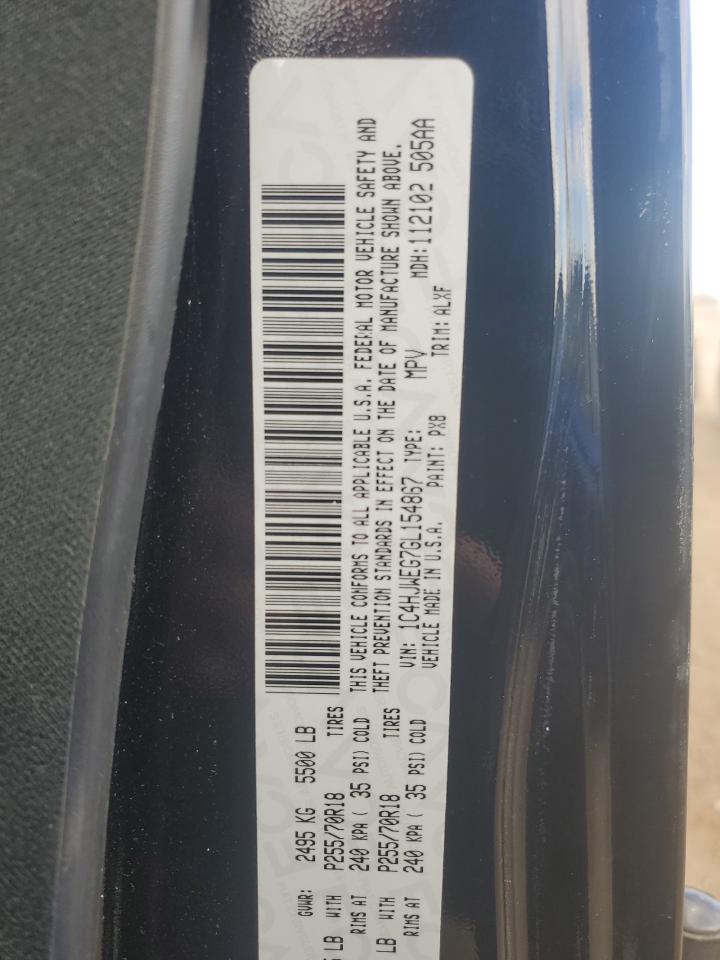 GVWR: 2495 KG 5500 LB
LB WITH P255/70R18 TIRES
RIMS AT 240 KPA ( 35 PSI) COLD
LB WITH P255/70R18 TIRES
RIMS AT 240 KPA ( 35 PSI) COLD
THIS VEHICLE CONFORMS TO ALL APPLICABLE U.S.A. FEDERAL MOTOR VEHICLE SAFETY AND
THEFT PREVENTION STANDARDS IN EFFECT ON THE DATE OF MANUFACTURE SHOWN ABOVE.
VIN: 1C4HJWEG7GL154867 TYPE: MPV MDH:112102 505AA
VEHICLE MADE IN U.S.A. PAINT: PX8 TRIM: ALXF